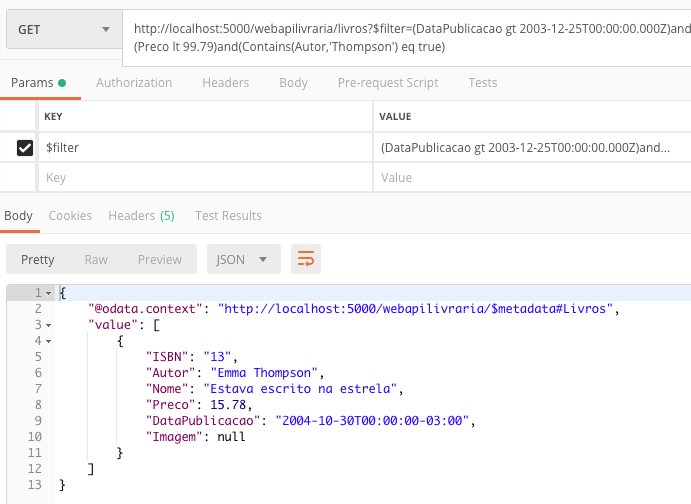 GET
http://localhost:5000/webapilivraria/livros?$filter=(DataPublicacao gt 2003-12-25T00:00:00.000Z)and
(Preco lt 99.79)and(Contains(Autor,'Thompson') eq true)
Params Authorization Headers Body Pre-request Script Tests
KEY VALUE
$filter (DataPublicacao gt 2003-12-25T00:00:00.000Z)and...
Key Value
Body Cookies Headers (5) Test Results
Pretty Raw Preview JSON
1 {
2 "@odata.context": "http://localhost:5000/webapilivraria/$metadata#Livros",
3 "value": [
4 {
5 "ISBN": "13",
6 "Autor": "Emma Thompson",
7 "Nome": "Estava escrito na estrela",
8 "Preco": 15.78,
9 "DataPublicacao": "2004-10-30T00:00:00-03:00",
10 "Imagem": null
11 }
12 ]
13 }